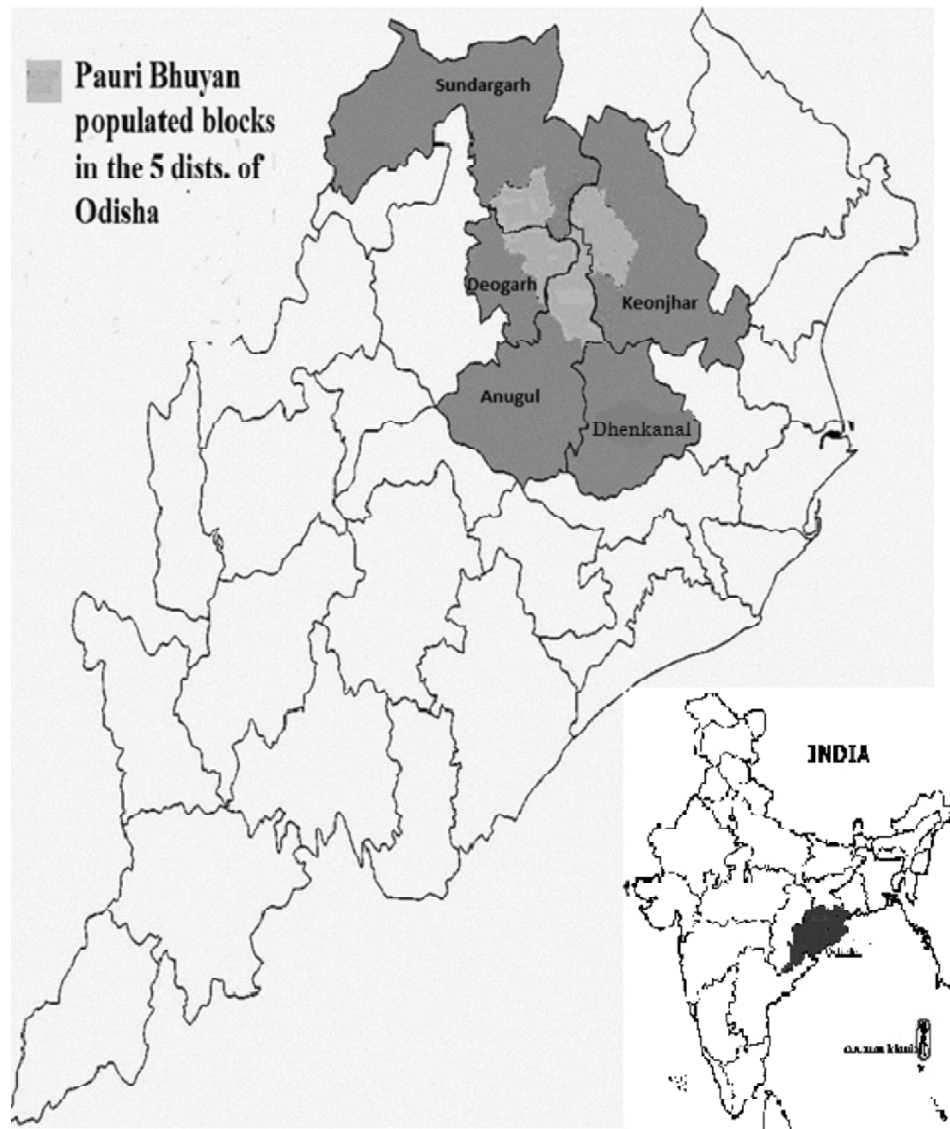 Pauri Bhuyan
populated blocks
in the 5 dists. of
Odisha
Sundargarh
Deogarh
Keonjhar
Anugul
Dhenkanal
INDIA